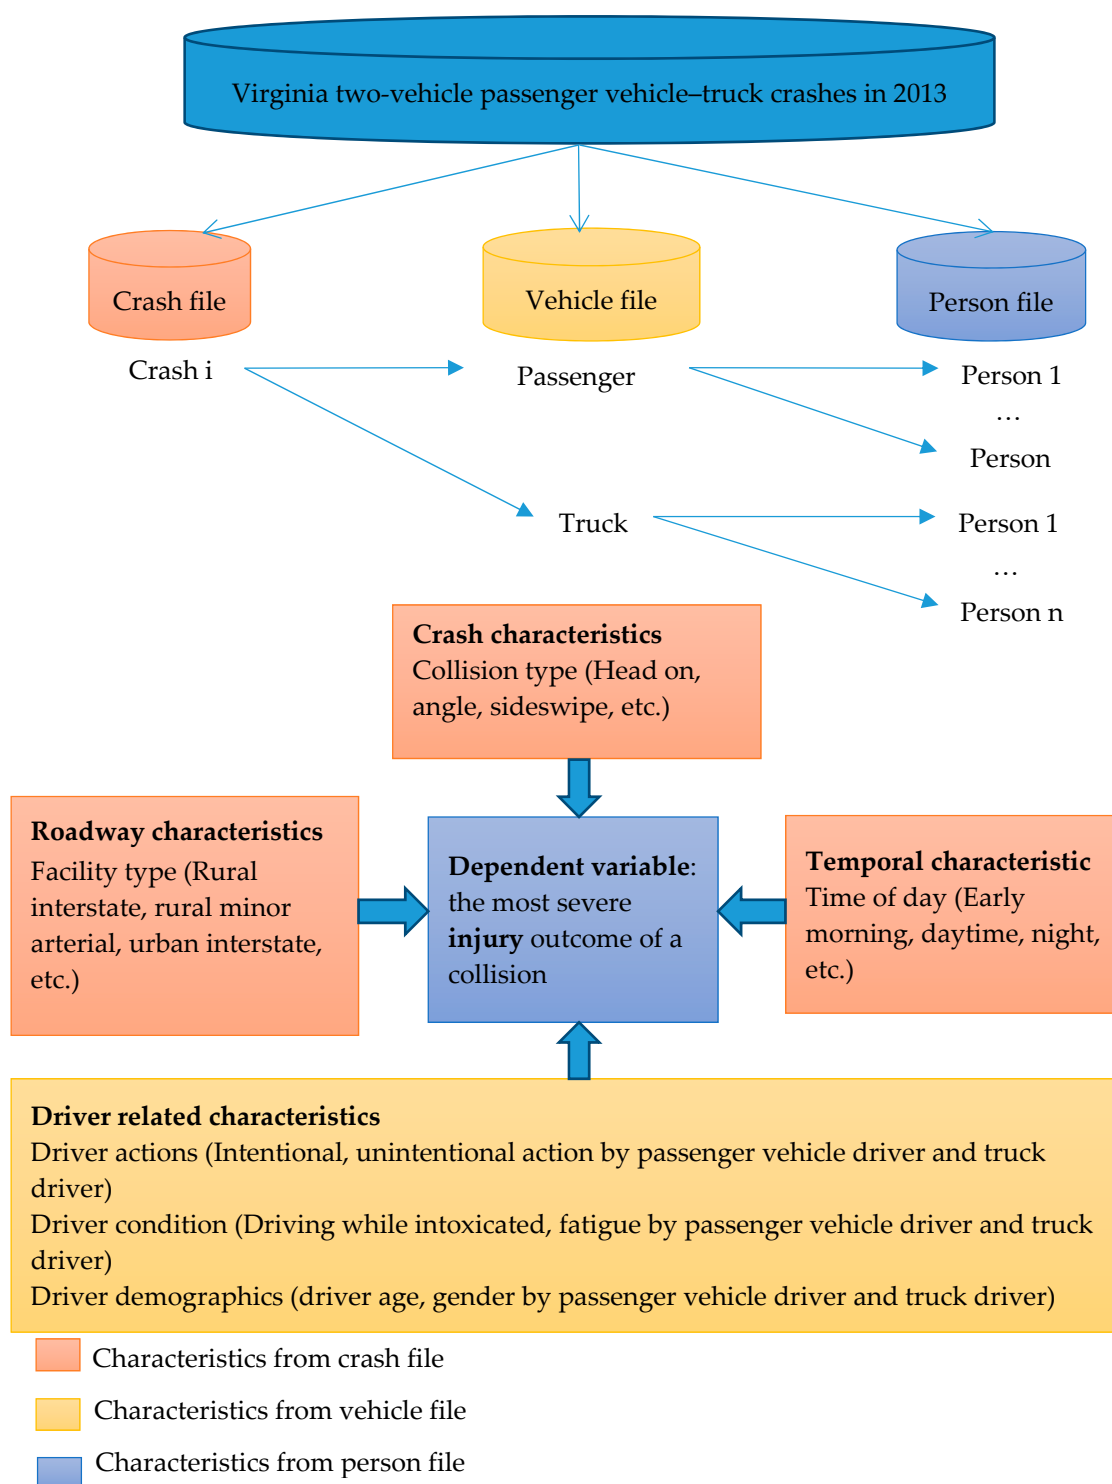 Virginia two-vehicle passenger vehicle–truck crashes in 2013
Crash file
Vehicle file
Person file
Crash i
Passenger
Person 1
…
Person
Truck
Person 1
…
Person n
Crash characteristics
Collision type (Head on,
angle, sideswipe, etc.)
Roadway characteristics
Facility type (Rural
interstate, rural minor
arterial, urban interstate,
etc.)
Dependent variable:
the most severe
injury outcome of a
collision
Temporal characteristic
Time of day (Early
morning, daytime, night,
etc.)
Driver related characteristics
Driver actions (Intentional, unintentional action by passenger vehicle driver and truck
driver)
Driver condition (Driving while intoxicated, fatigue by passenger vehicle driver and truck
driver)
Driver demographics (driver age, gender by passenger vehicle driver and truck driver)
Characteristics from crash file
Characteristics from vehicle file
Characteristics from person file